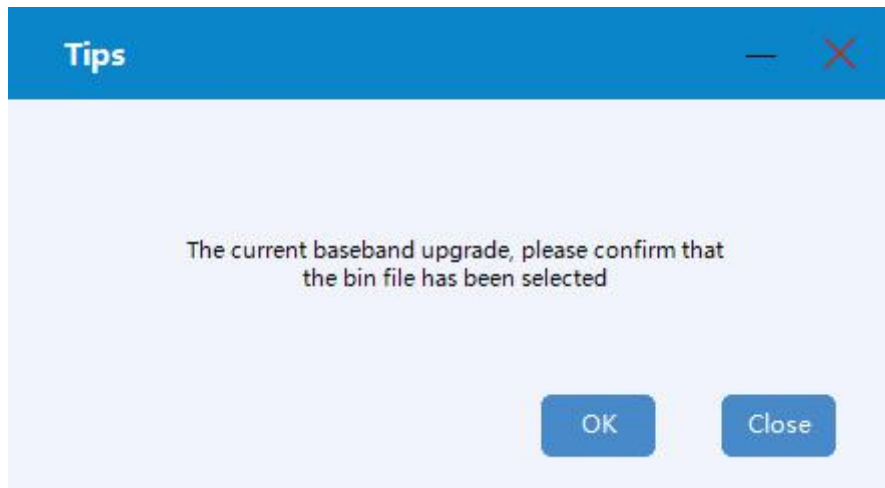 Tips
The current baseband upgrade, please confirm that
the bin file has been selected
OK
Close